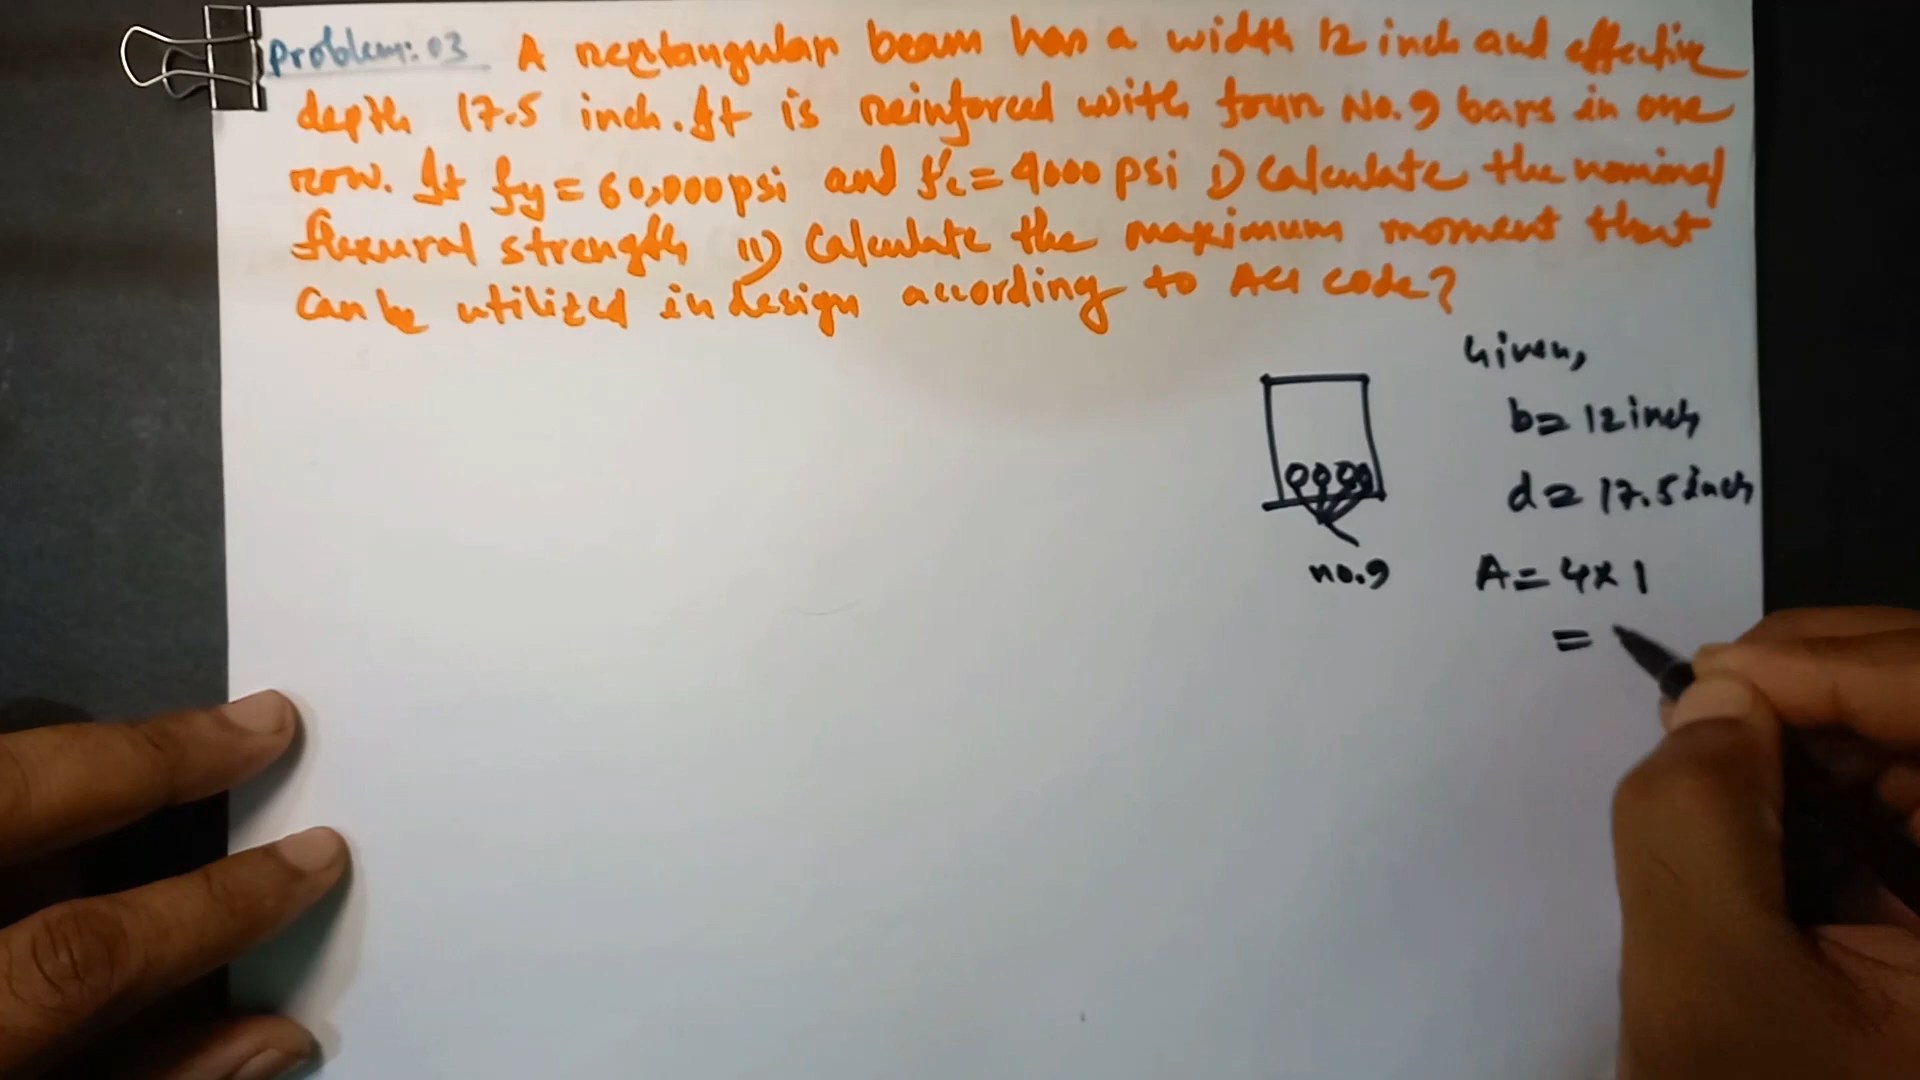 Problem: 03 A rectangular beam has a width 12 inch and effective
depth 17.5 inch. It is reinforced with four No. 9 bars in one
row. If fy = 60,000 psi and f'c = 4000 psi i) Calculate the nominal
flexural strength ii) Calculate the maximum moment that
can be utilized in design according to ACI code?
Given,
b = 12 inch
d = 17.5 inch
no. 9
A = 4 × 1
=